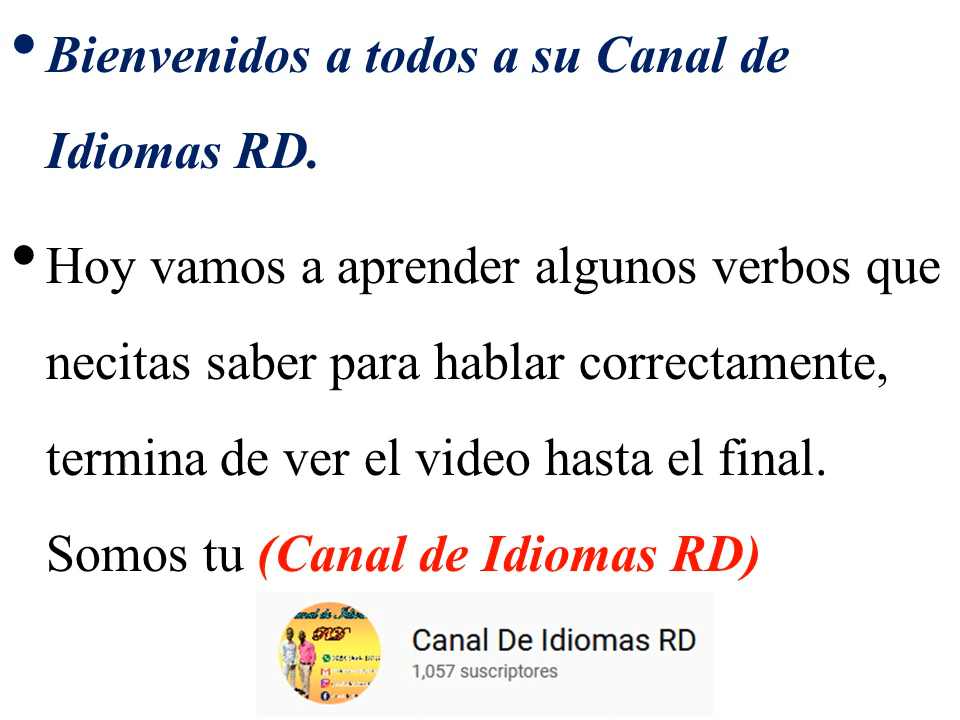 • Bienvenidos a todos a su Canal de
Idiomas RD.
• Hoy vamos a aprender algunos verbos que
necitas saber para hablar correctamente,
termina de ver el video hasta el final.
Somos tu (Canal de Idiomas RD)
Canal De Idiomas RD
1,057 suscriptores